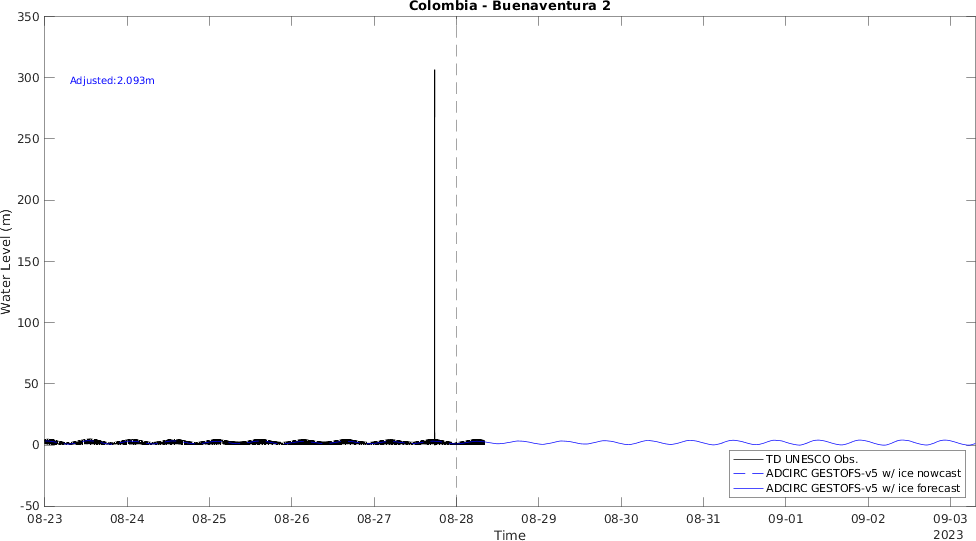 Colombia - Buenaventura 2
350
300
250
200
150
100
50
0
-50
Adjusted:2.093m
Water Level (m)
TD UNESCO Obs.
ADCIRC GESTOFS-v5 w/ ice nowcast
ADCIRC GESTOFS-v5 w/ ice forecast
08-23 08-24 08-25 08-26 08-27 08-28 08-29 08-30 08-31 09-01 09-02 09-03
Time
2023